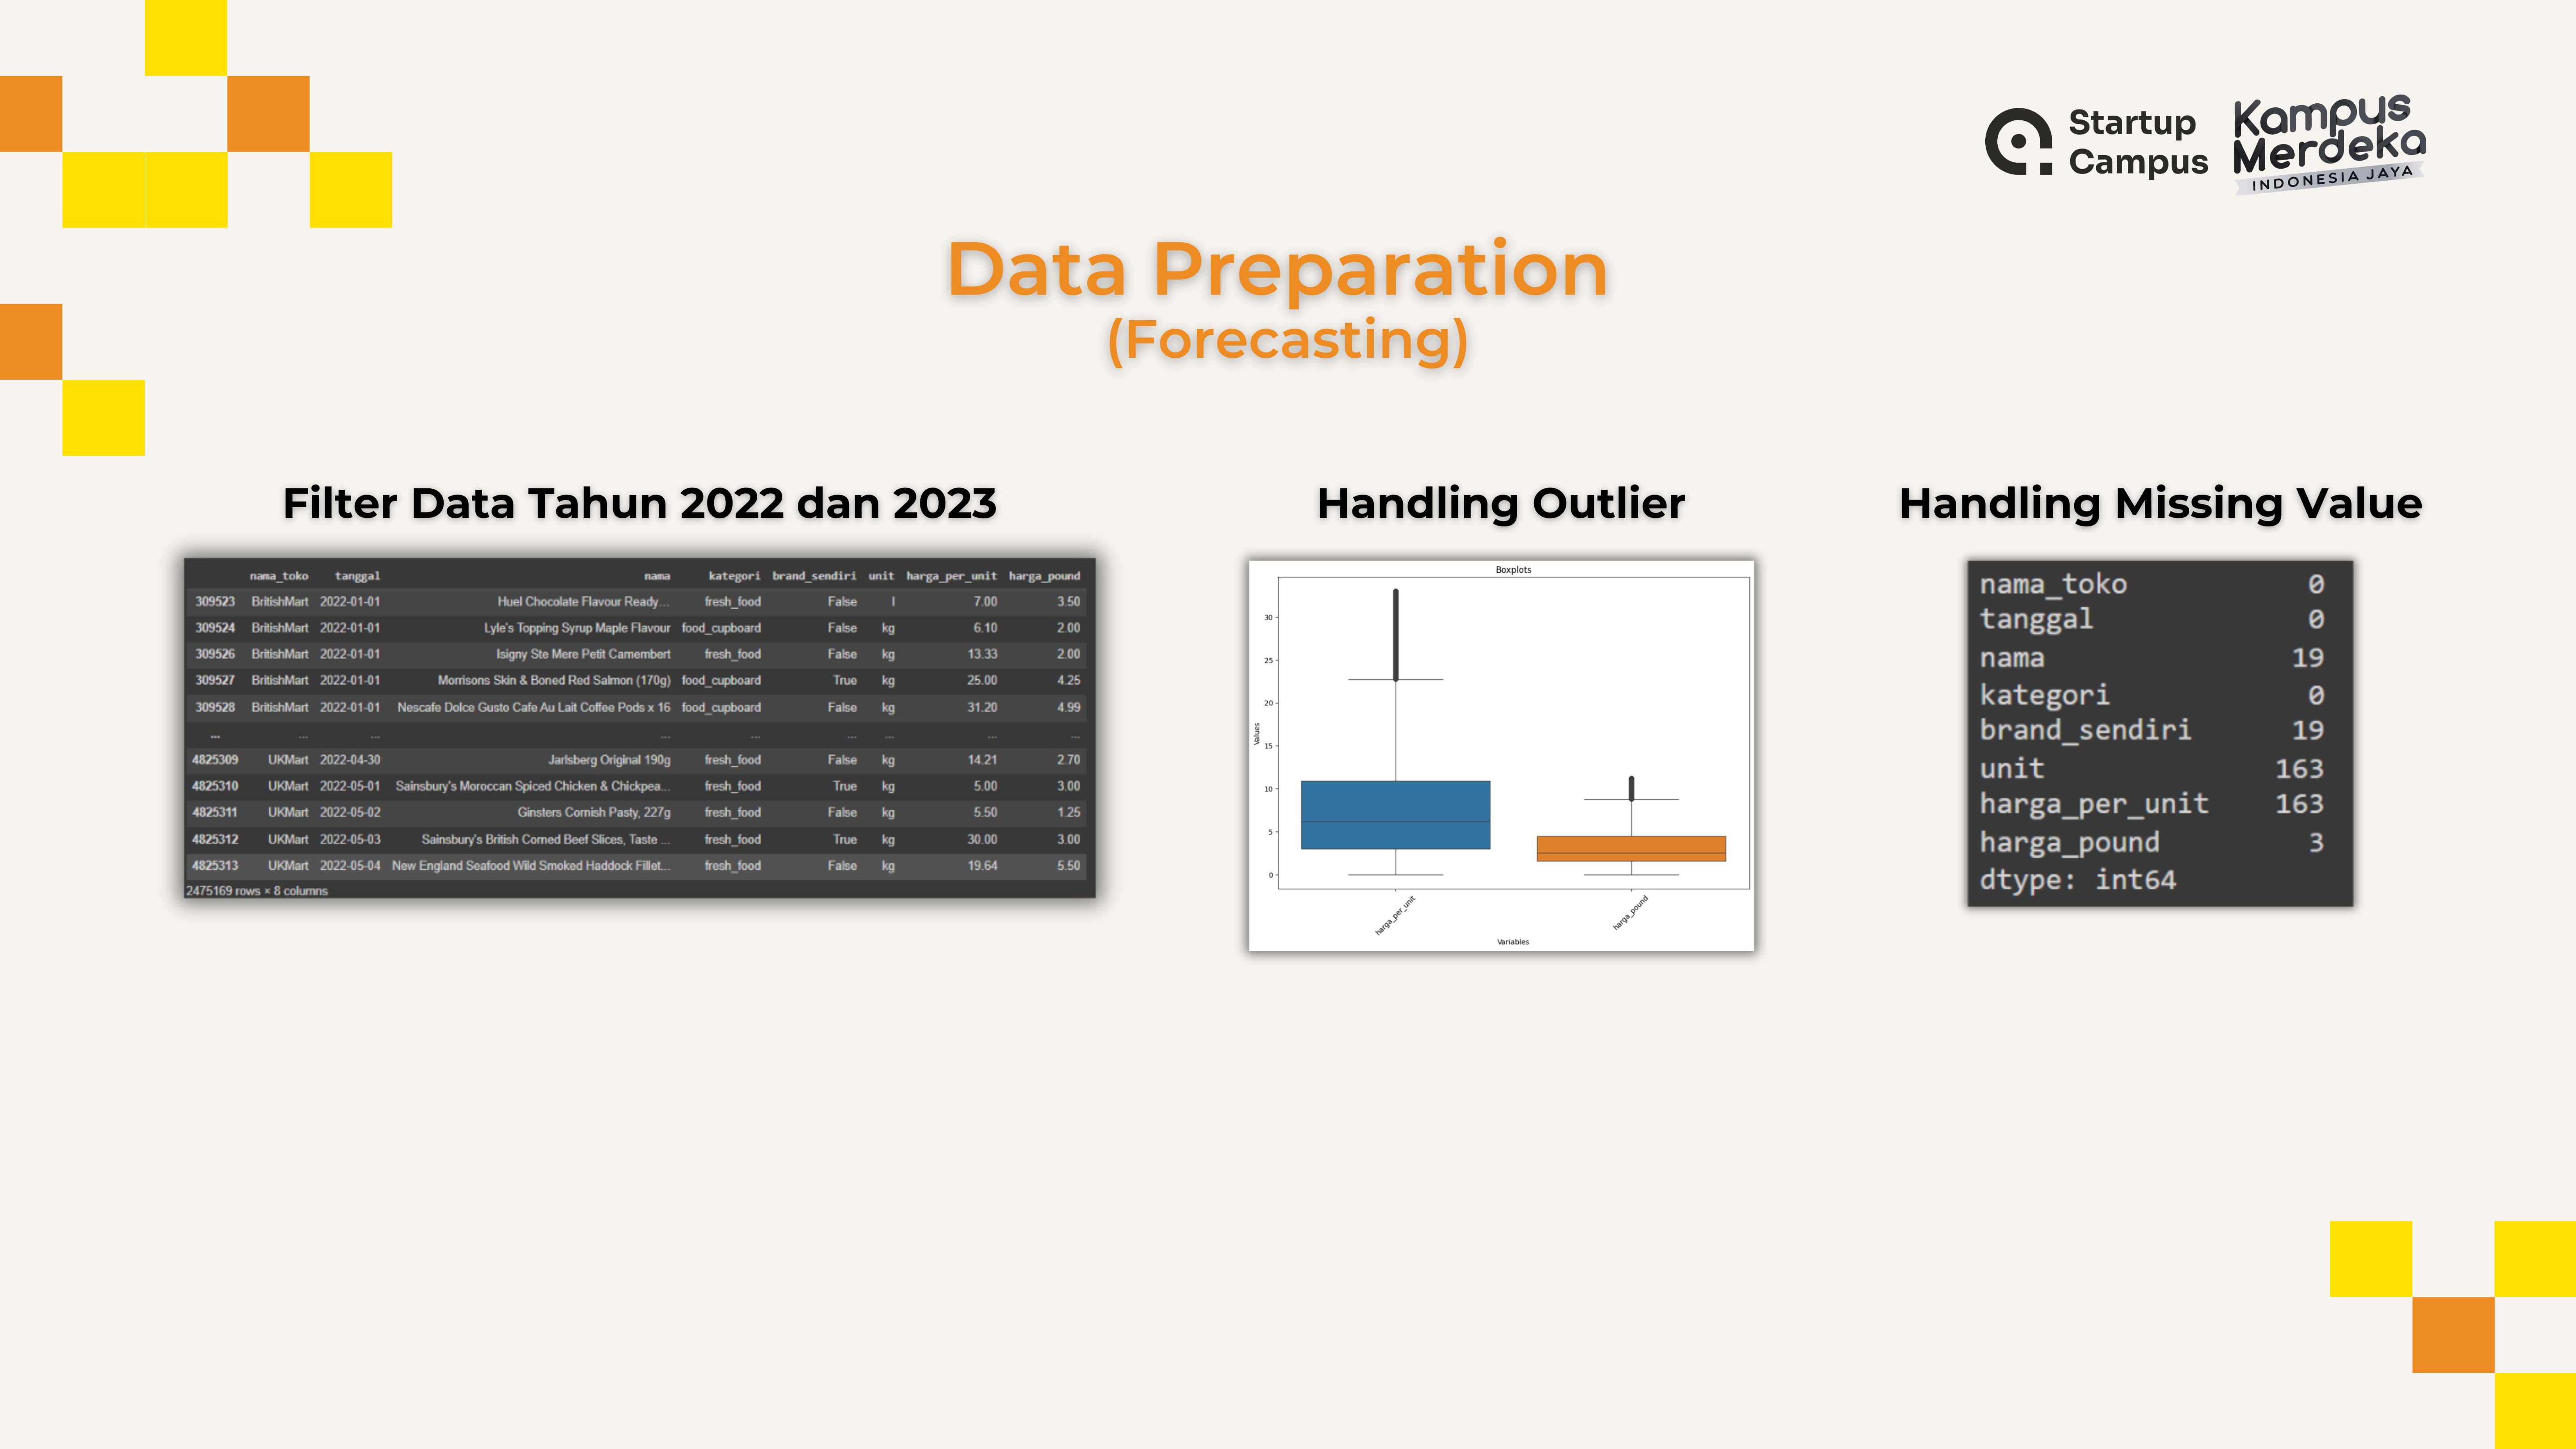 Startup
Campus
Kampus
Merdeka
INDONESIA JAYA
Data Preparation
(Forecasting)
Filter Data Tahun 2022 dan 2023
nama_toko tanggal nama kategori brand_sendiri unit harga_per_unit harga_pound
309523 BritishMart 2022-01-01 Huel Chocolate Flavour Ready... fresh_food False l 7.00 3.50
309524 BritishMart 2022-01-01 Lyle's Topping Syrup Maple Flavour food_cupboard False kg 6.10 2.00
309526 BritishMart 2022-01-01 Isigny Ste Mere Petit Camembert fresh_food False kg 13.33 2.00
309527 BritishMart 2022-01-01 Morrisons Skin & Boned Red Salmon (170g) food_cupboard True kg 25.00 4.25
309528 BritishMart 2022-01-01 Nescafe Dolce Gusto Cafe Au Lait Coffee Pods x 16 food_cupboard False kg 31.20 4.99
... ... ... ... ... ... ... ... ...
4825309 UKMart 2022-04-30 Jarlsberg Original 190g fresh_food False kg 14.21 2.70
4825310 UKMart 2022-05-01 Sainsbury's Moroccan Spiced Chicken & Chickpea... fresh_food True kg 5.00 3.00
4825311 UKMart 2022-05-02 Ginsters Cornish Pasty, 227g fresh_food False kg 5.50 1.25
4825312 UKMart 2022-05-03 Sainsbury's British Corned Beef Slices, Taste ... fresh_food True kg 30.00 3.00
4825313 UKMart 2022-05-04 New England Seafood Wild Smoked Haddock Fillet... fresh_food False kg 19.64 5.50
2475169 rows × 8 columns
Handling Outlier
Boxplots
Values
30
25
20
15
10
5
0
harga_per_unit
harga_pound
Variables
Handling Missing Value
nama_toko 0
tanggal 0
nama 19
kategori 0
brand_sendiri 19
unit 163
harga_per_unit 163
harga_pound 3
dtype: int64